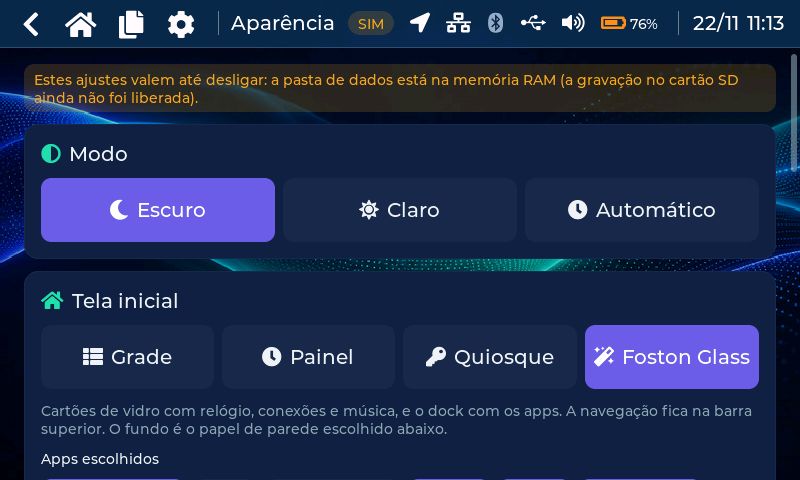 Aparência SIM 76% 22/11 11:13
Estes ajustes valem até desligar: a pasta de dados está na memória RAM (a gravação no cartão SD
ainda não foi liberada).
Modo
Escuro Claro Automático
Tela inicial
Grade Painel Quiosque Foston Glass
Cartões de vidro com relógio, conexões e música, e o dock com os apps. A navegação fica na barra
superior. O fundo é o papel de parede escolhido abaixo.
Apps escolhidos